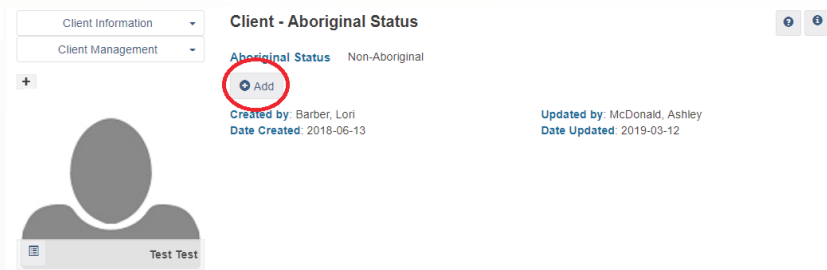 Client Information
Client Management
+
Test Test
Client - Aboriginal Status
Aboriginal Status Non-Aboriginal
Add
Created by: Barber, Lori
Updated by: McDonald, Ashley
Date Created: 2018-06-13
Date Updated: 2019-03-12